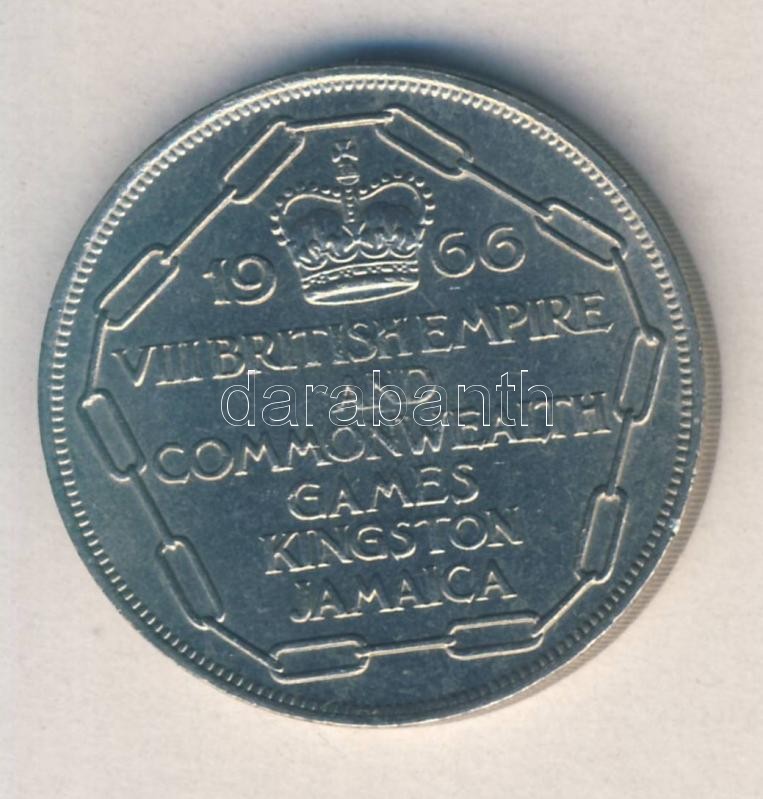 1966
VIII BRITISH EMPIRE
AND
COMMONWEALTH
GAMES
KINGSTON
JAMAICA
darabanth